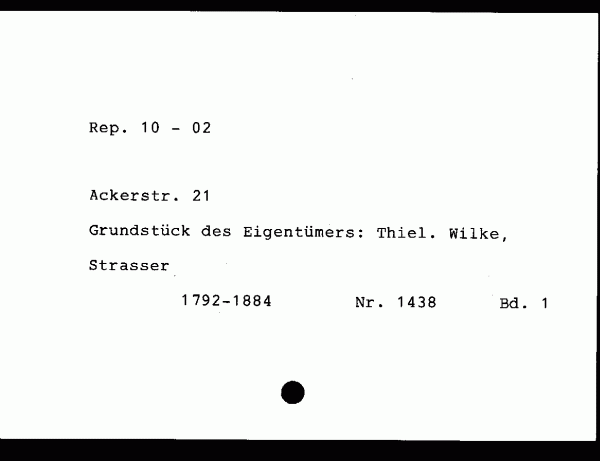 Rep. 10 - 02
Ackerstr. 21
Grundstück des Eigentümers: Thiel. Wilke,
Strasser
1792-1884 Nr. 1438 Bd. 1